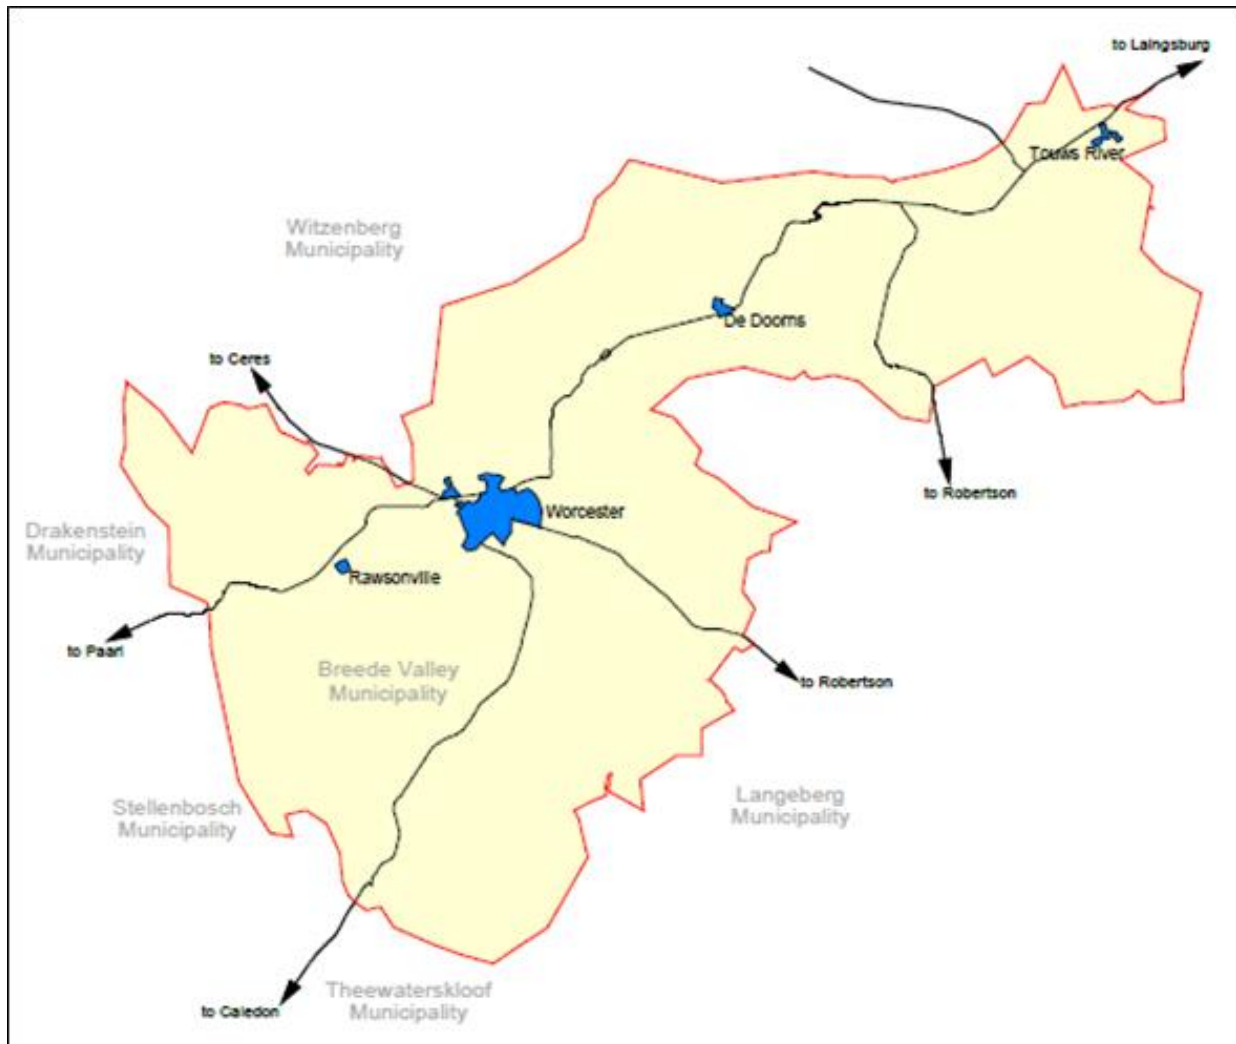 to Laingsburg
Touws River
Witzenberg
Municipality
De Dooms
to Ceres
to Robertson
Worcester
Drakenstein
Municipality
Rawsonville
to Paarl
Breede Valley
Municipality
to Robertson
Langeberg
Municipality
Stellenbosch
Municipality
Theewaterskloof
Municipality
to Caledon